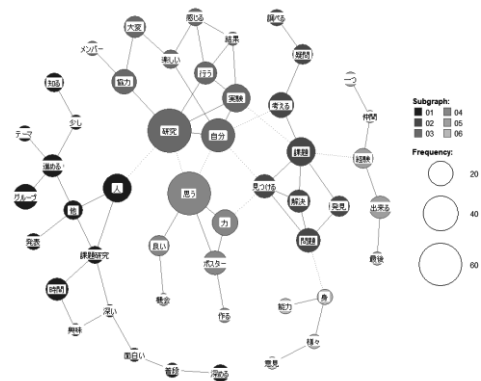 調べる
感じる
大変
メンバー
結果
楽しい
疑問
行う
知る
協力
一つ
実験
考える
少し
仲間
テーマ
研究
自分
課題
経験
進める
人
思う
見つける
グループ
他
解決
発見
出来る
力
発表
問題
課題研究
良い
ポスター
最後
時間
身
機会
能力
深い
作る
興味
様々
面白い
意見
普段
深める
Subgraph:
01 04
02 05
03 06
Frequency:
20
40
60